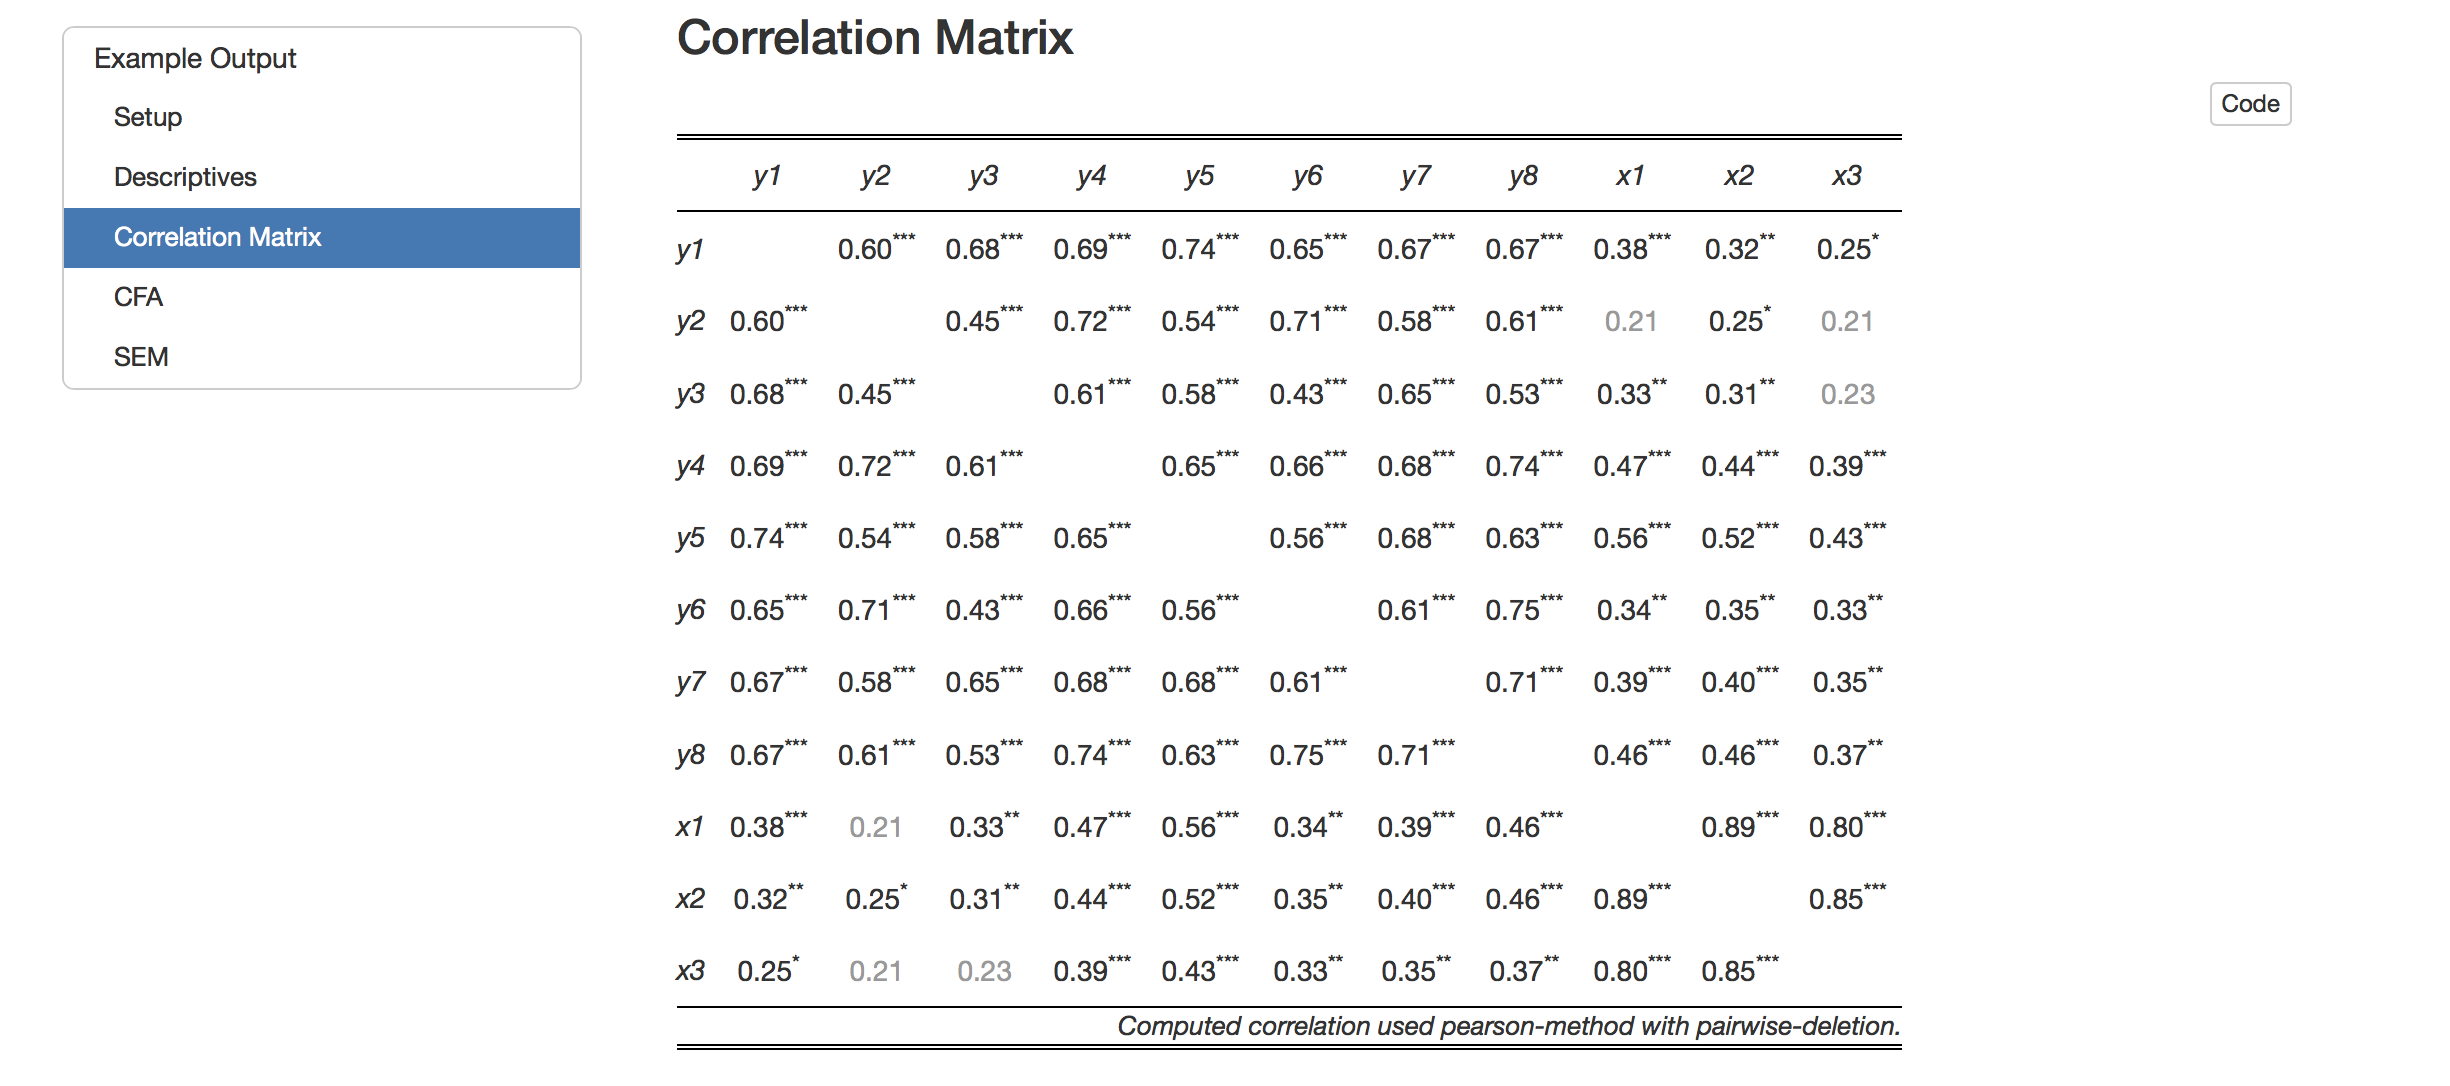 Example Output
Setup
Descriptives
Correlation Matrix
CFA
SEM
Correlation Matrix
Code
y1 y2 y3 y4 y5 y6 y7 y8 x1 x2 x3
y1 0.60*** 0.68*** 0.69*** 0.74*** 0.65*** 0.67*** 0.67*** 0.38*** 0.32** 0.25*
y2 0.60*** 0.45*** 0.72*** 0.54*** 0.71*** 0.58*** 0.61*** 0.21 0.25* 0.21
y3 0.68*** 0.45*** 0.61*** 0.58*** 0.43*** 0.65*** 0.53*** 0.33** 0.31** 0.23
y4 0.69*** 0.72*** 0.61*** 0.65*** 0.66*** 0.68*** 0.74*** 0.47*** 0.44*** 0.39***
y5 0.74*** 0.54*** 0.58*** 0.65*** 0.56*** 0.68*** 0.63*** 0.56*** 0.52*** 0.43***
y6 0.65*** 0.71*** 0.43*** 0.66*** 0.56*** 0.61*** 0.75*** 0.34** 0.35** 0.33**
y7 0.67*** 0.58*** 0.65*** 0.68*** 0.68*** 0.61*** 0.71*** 0.39*** 0.40*** 0.35**
y8 0.67*** 0.61*** 0.53*** 0.74*** 0.63*** 0.75*** 0.71*** 0.46*** 0.46*** 0.37**
x1 0.38*** 0.21 0.33** 0.47*** 0.56*** 0.34** 0.39*** 0.46*** 0.89*** 0.80***
x2 0.32** 0.25* 0.31** 0.44*** 0.52*** 0.35** 0.40*** 0.46*** 0.89*** 0.85***
x3 0.25* 0.21 0.23 0.39*** 0.43*** 0.33** 0.35** 0.37** 0.80*** 0.85***
Computed correlation used pearson-method with pairwise-deletion.